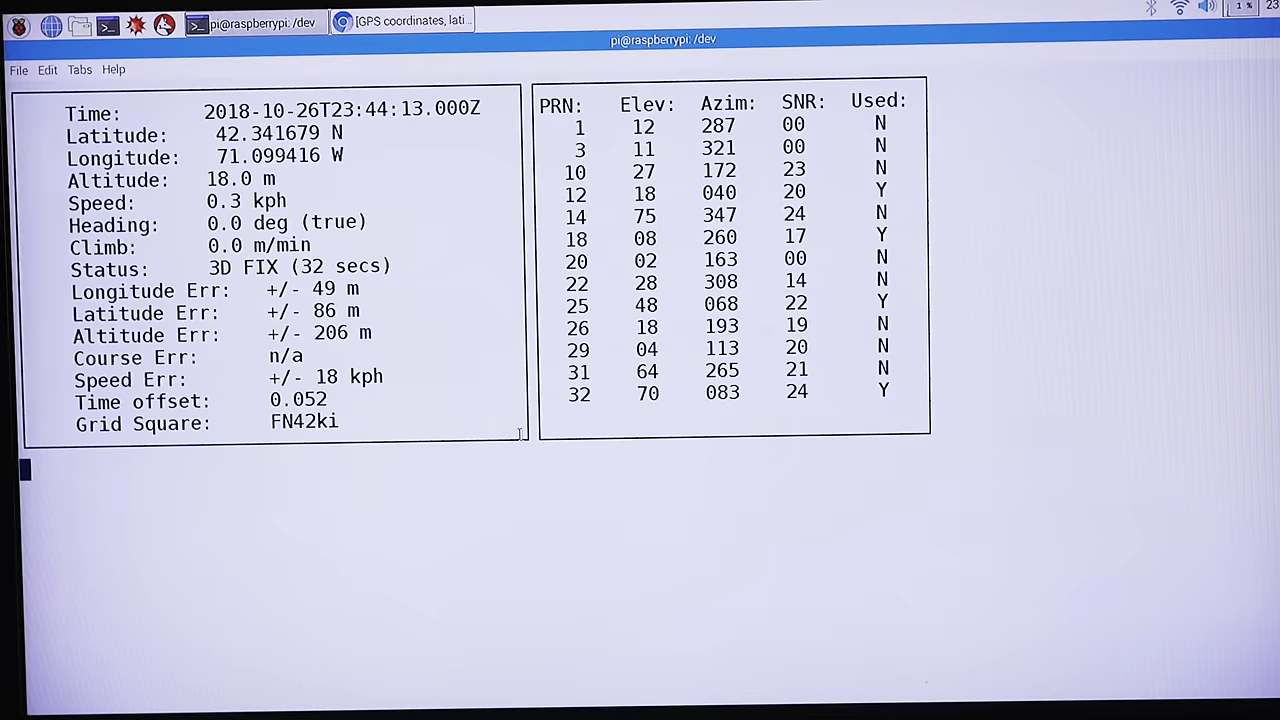 pi@raspberrypi: /dev
[GPS coordinates, lati...
1 %
23
pi@raspberrypi: /dev
File Edit Tabs Help
Time: 2018-10-26T23:44:13.000Z
Latitude: 42.341679 N
Longitude: 71.099416 W
Altitude: 18.0 m
Speed: 0.3 kph
Heading: 0.0 deg (true)
Climb: 0.0 m/min
Status: 3D FIX (32 secs)
Longitude Err: +/- 49 m
Latitude Err: +/- 86 m
Altitude Err: +/- 206 m
Course Err: n/a
Speed Err: +/- 18 kph
Time offset: 0.052
Grid Square: FN42ki
PRN: Elev: Azim: SNR: Used:
1 12 287 00 N
3 11 321 00 N
10 27 172 23 N
12 18 040 20 Y
14 75 347 24 N
18 08 260 17 Y
20 02 163 00 N
22 28 308 14 N
25 48 068 22 Y
26 18 193 19 N
29 04 113 20 N
31 64 265 21 N
32 70 083 24 Y